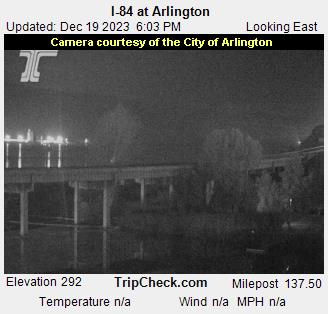 I-84 at Arlington
Updated: Dec 19 2023 6:03 PM Looking East
Camera courtesy of the City of Arlington
Elevation 292 TripCheck.com Milepost 137.50
Temperature n/a Wind n/a MPH n/a